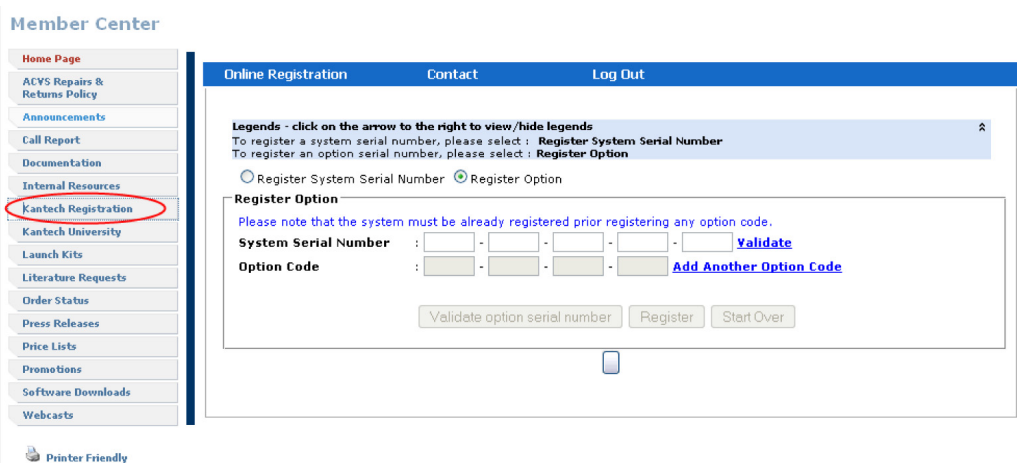 Member Center
Home Page
ACVS Repairs &
Returns Policy
Announcements
Call Report
Documentation
Internal Resources
Kantech Registration
Kantech University
Launch Kits
Literature Requests
Order Status
Press Releases
Price Lists
Promotions
Software Downloads
Webcasts
Printer Friendly
Online Registration Contact Log Out
Legends - click on the arrow to the right to view/hide legends
To register a system serial number, please select : Register System Serial Number
To register an option serial number, please select : Register Option
Register System Serial Number Register Option
Register Option
Please note that the system must be already registered prior registering any option code.
System Serial Number : - - - - Validate
Option Code : - - - Add Another Option Code
Validate option serial number Register Start Over